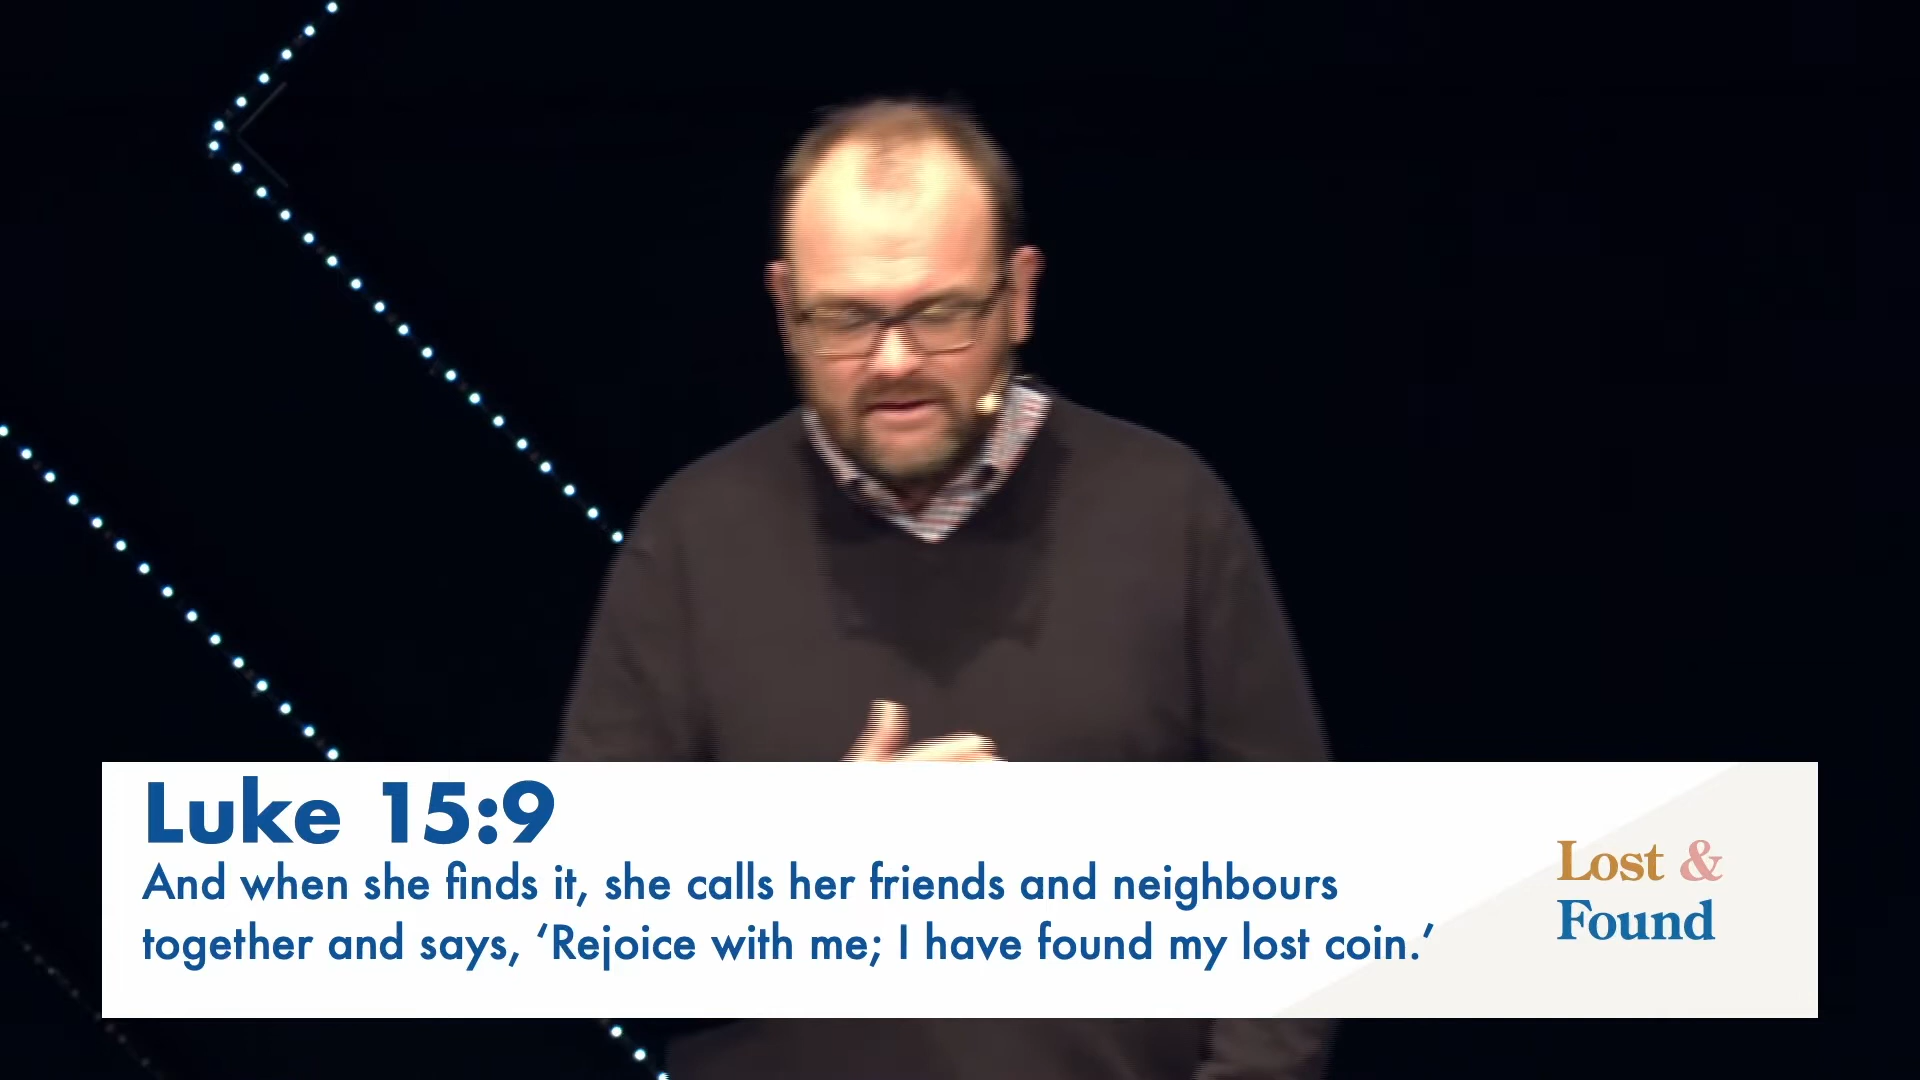 Luke 15:9
And when she finds it, she calls her friends and neighbours
together and says, ‘Rejoice with me; I have found my lost coin.’
Lost &
Found